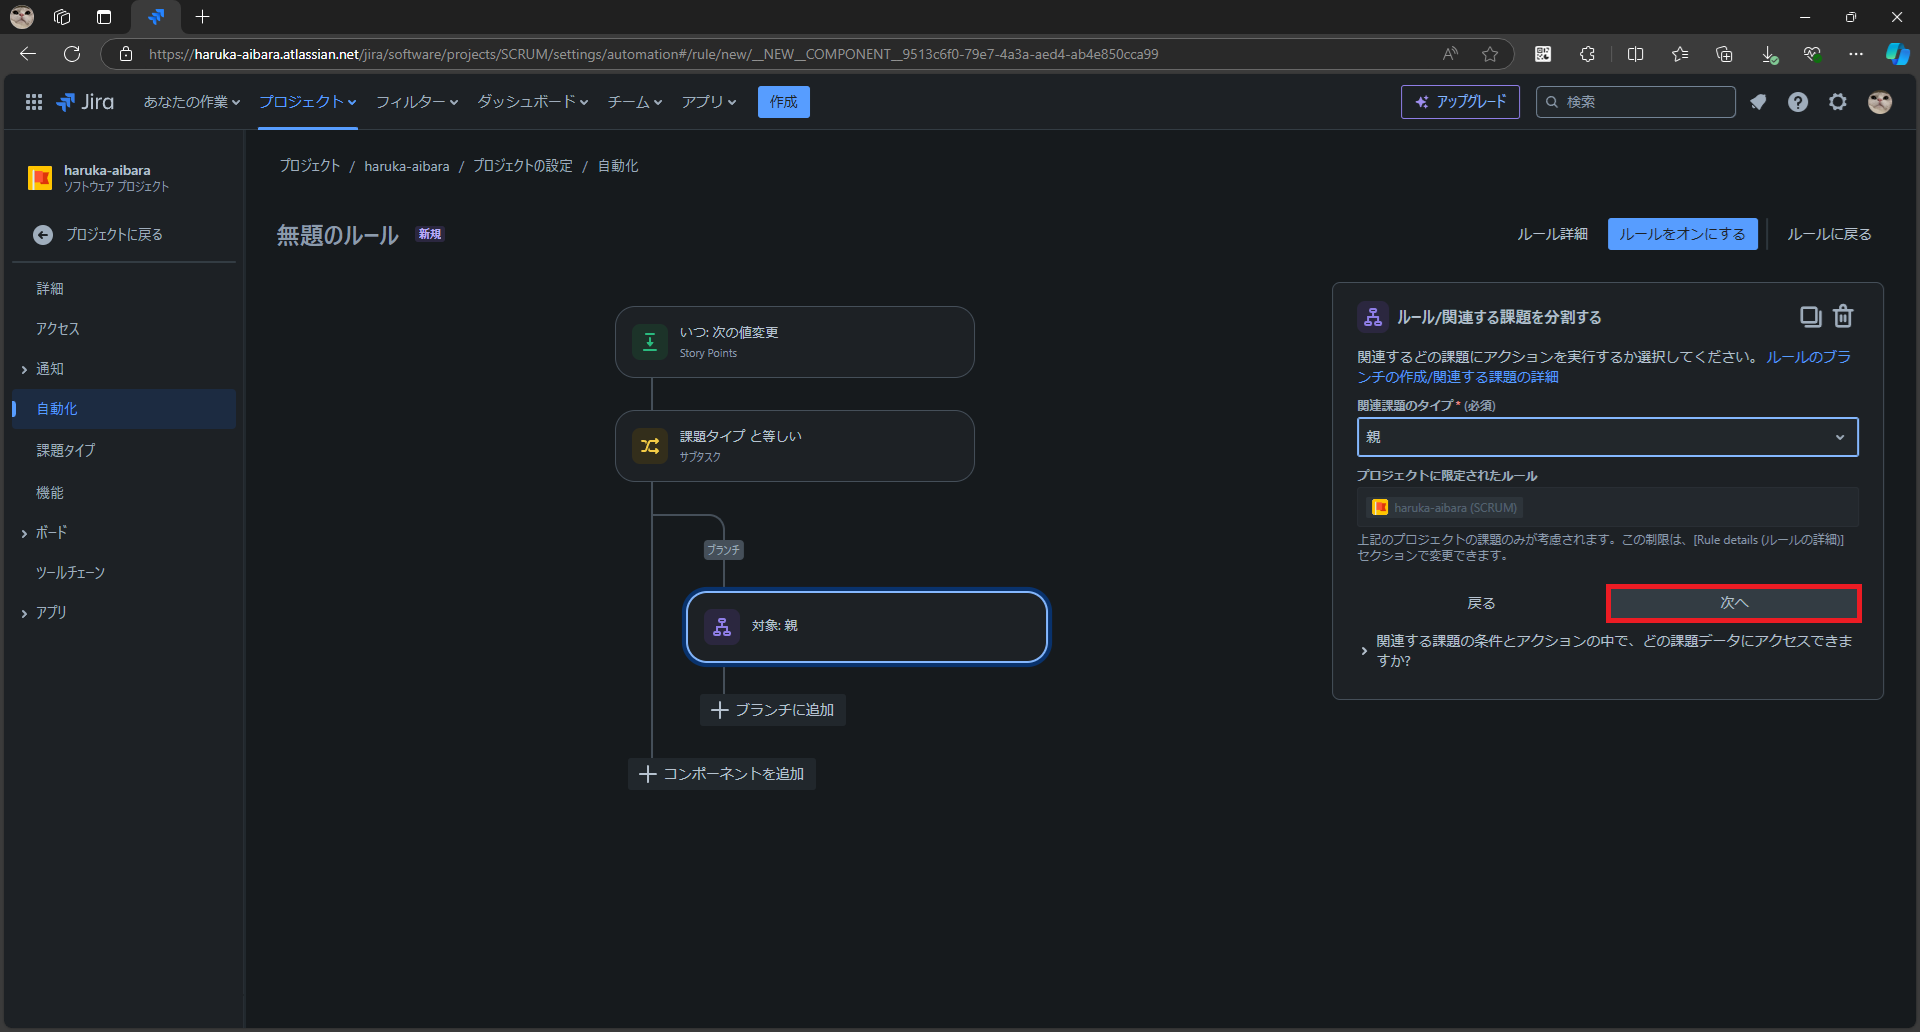 https://haruka-aibara.atlassian.net/jira/software/projects/SCRUM/settings/automation#/rule/new/__NEW__COMPONENT__9513c6f0-79e7-4a3a-aed4-ab4e850cca99
Jira
あなたの作業
プロジェクト
フィルター
ダッシュボード
チーム
アプリ
作成
アップグレード
検索
haruka-aibara
ソフトウェア プロジェクト
プロジェクトに戻る
詳細
アクセス
通知
自動化
課題タイプ
機能
ボード
ツールチェーン
アプリ
プロジェクト / haruka-aibara / プロジェクトの設定 / 自動化
無題のルール 新規
ルール詳細
ルールをオンにする
ルールに戻る
いつ: 次の値変更
Story Points
課題タイプ と等しい
サブタスク
ブランチ
対象: 親
ブランチに追加
コンポーネントを追加
ルール/関連する課題を分割する
関連するどの課題にアクションを実行するか選択してください。 ルールのブラ
ンチの作成/関連する課題の詳細
関連課題のタイプ* (必須)
親
プロジェクトに限定されたルール
haruka-aibara (SCRUM)
上記のプロジェクトの課題のみが考慮されます。この制限は、[Rule details (ルールの詳細)]
セクションで変更できます。
戻る
次へ
関連する課題の条件とアクションの中で、どの課題データにアクセスできま
すか?